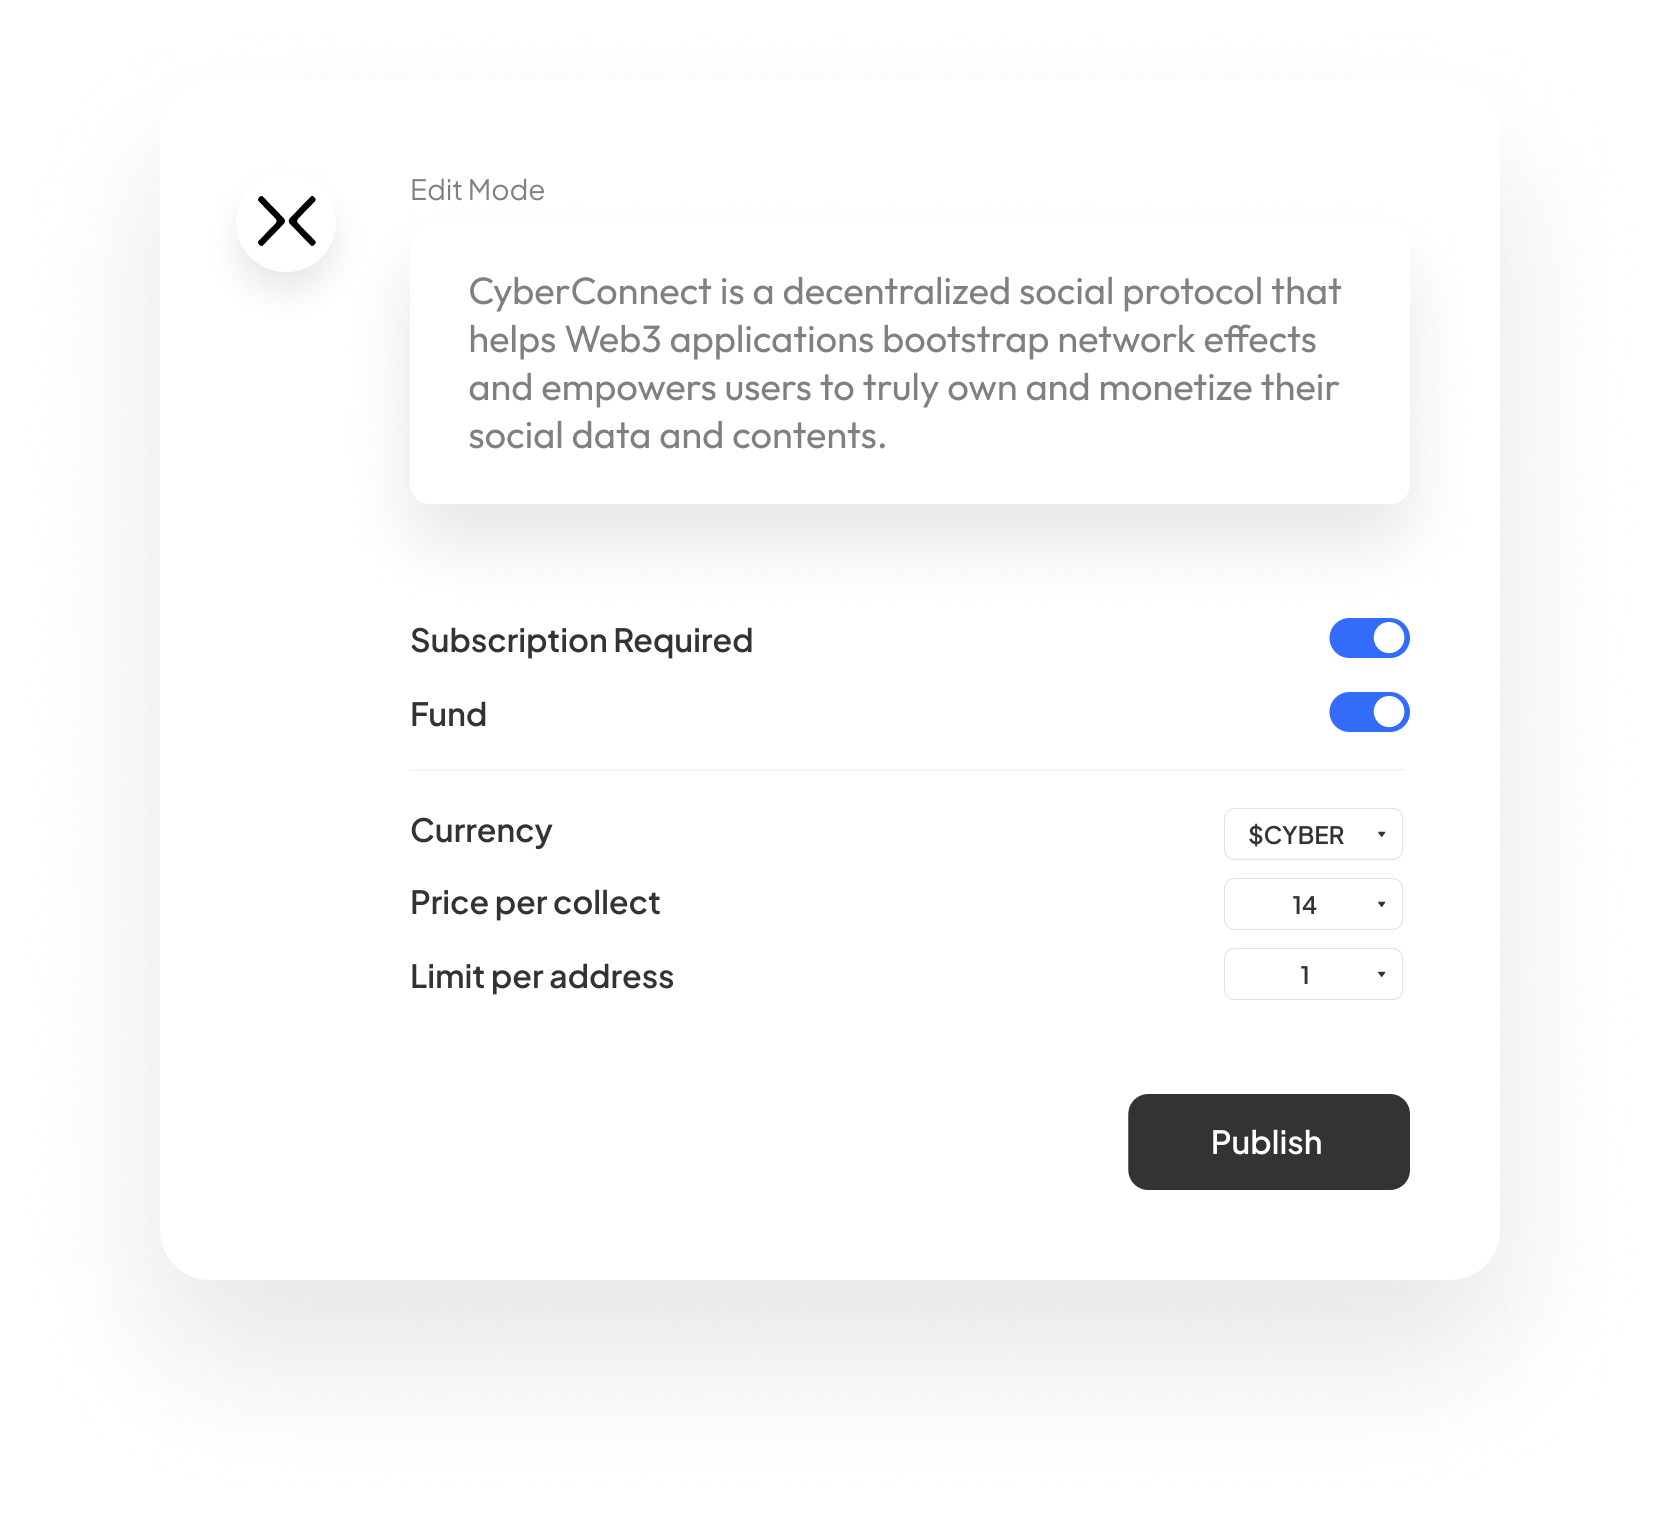 Edit Mode
CyberConnect is a decentralized social protocol that
helps Web3 applications bootstrap network effects
and empowers users to truly own and monetize their
social data and contents.
Subscription Required
Fund
Currency $CYBER
Price per collect 14
Limit per address 1
Publish